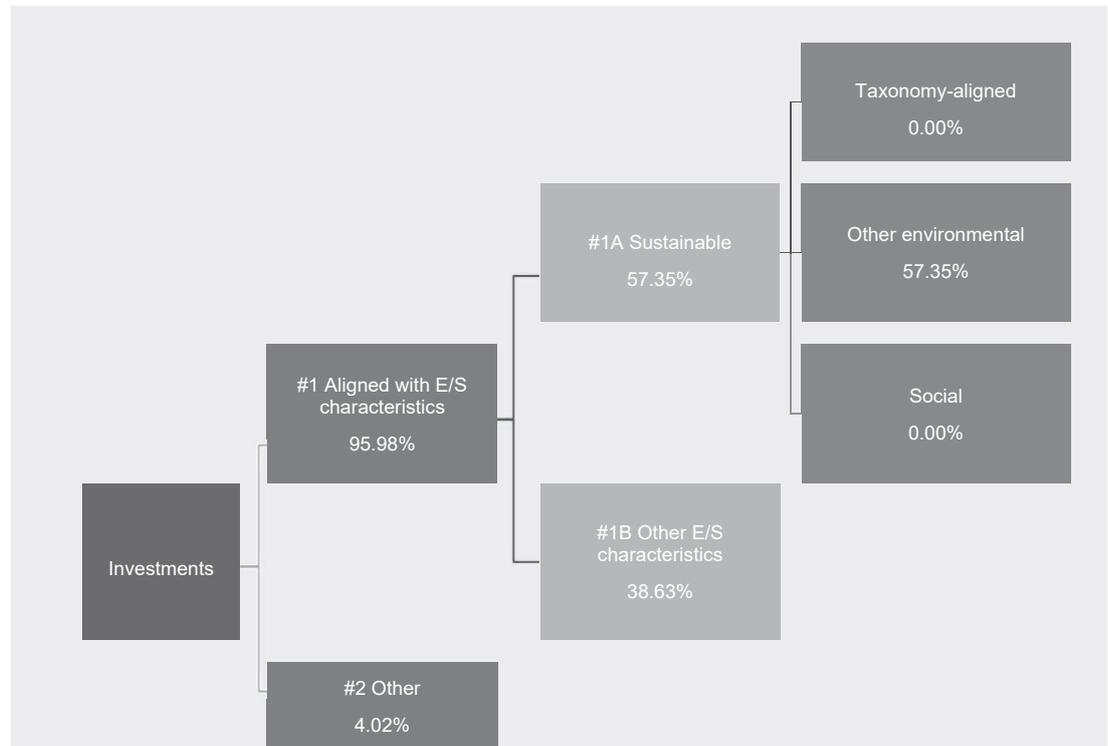 Taxonomy-aligned
0.00%
#1A Sustainable
57.35%
Other environmental
57.35%
#1 Aligned with E/S
characteristics
95.98%
Social
0.00%
Investments
#1B Other E/S
characteristics
38.63%
#2 Other
4.02%